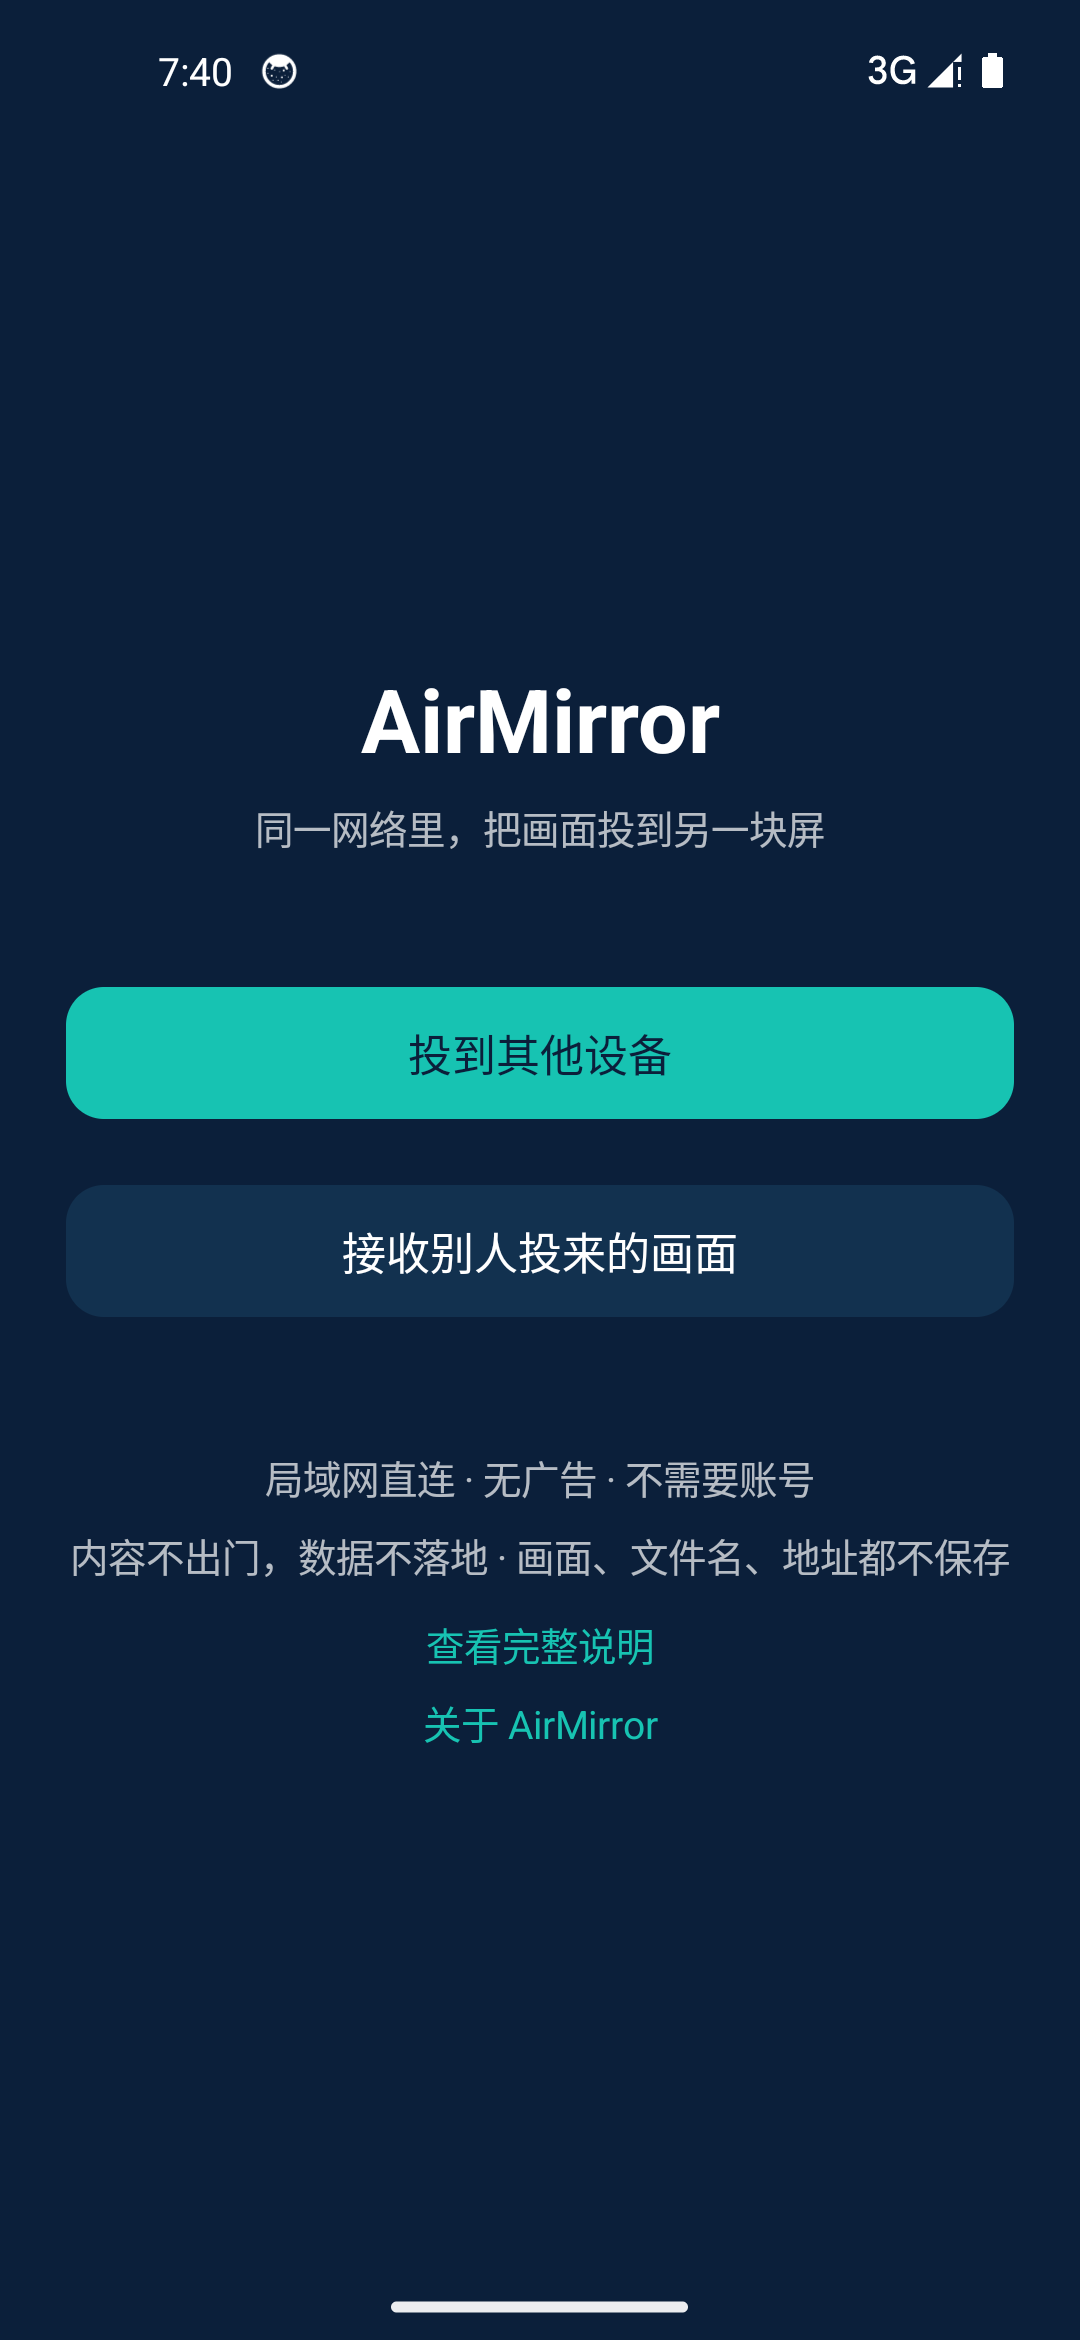 7:40
3G
AirMirror
同一网络里，把画面投到另一块屏
投到其他设备
接收别人投来的画面
局域网直连 · 无广告 · 不需要账号
内容不出门，数据不落地 · 画面、文件名、地址都不保存
查看完整说明
关于 AirMirror